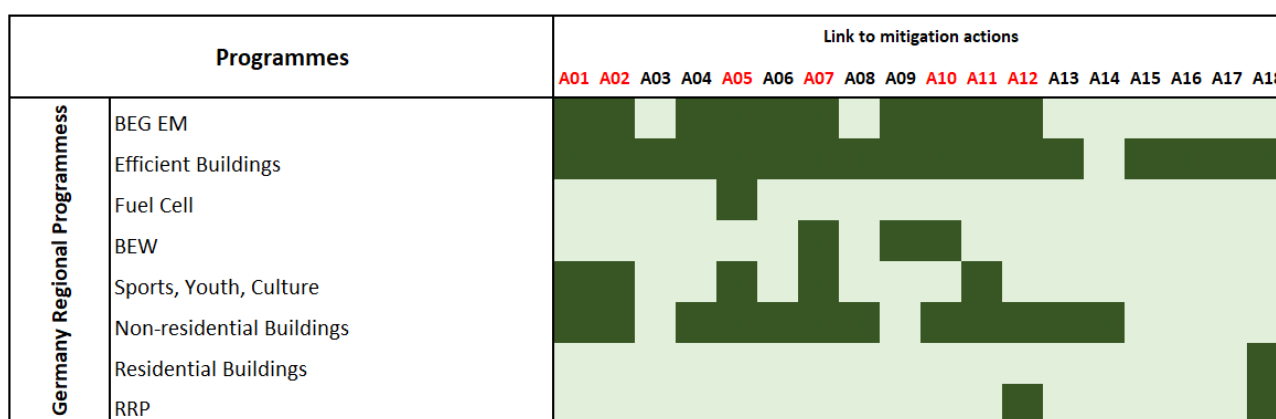 Programmes
Link to mitigation actions
A01 A02 A03 A04 A05 A06 A07 A08 A09 A10 A11 A12 A13 A14 A15 A16 A17 A18
Germany Regional Programmess
BEG EM
Efficient Buildings
Fuel Cell
BEW
Sports, Youth, Culture
Non-residential Buildings
Residential Buildings
RRP